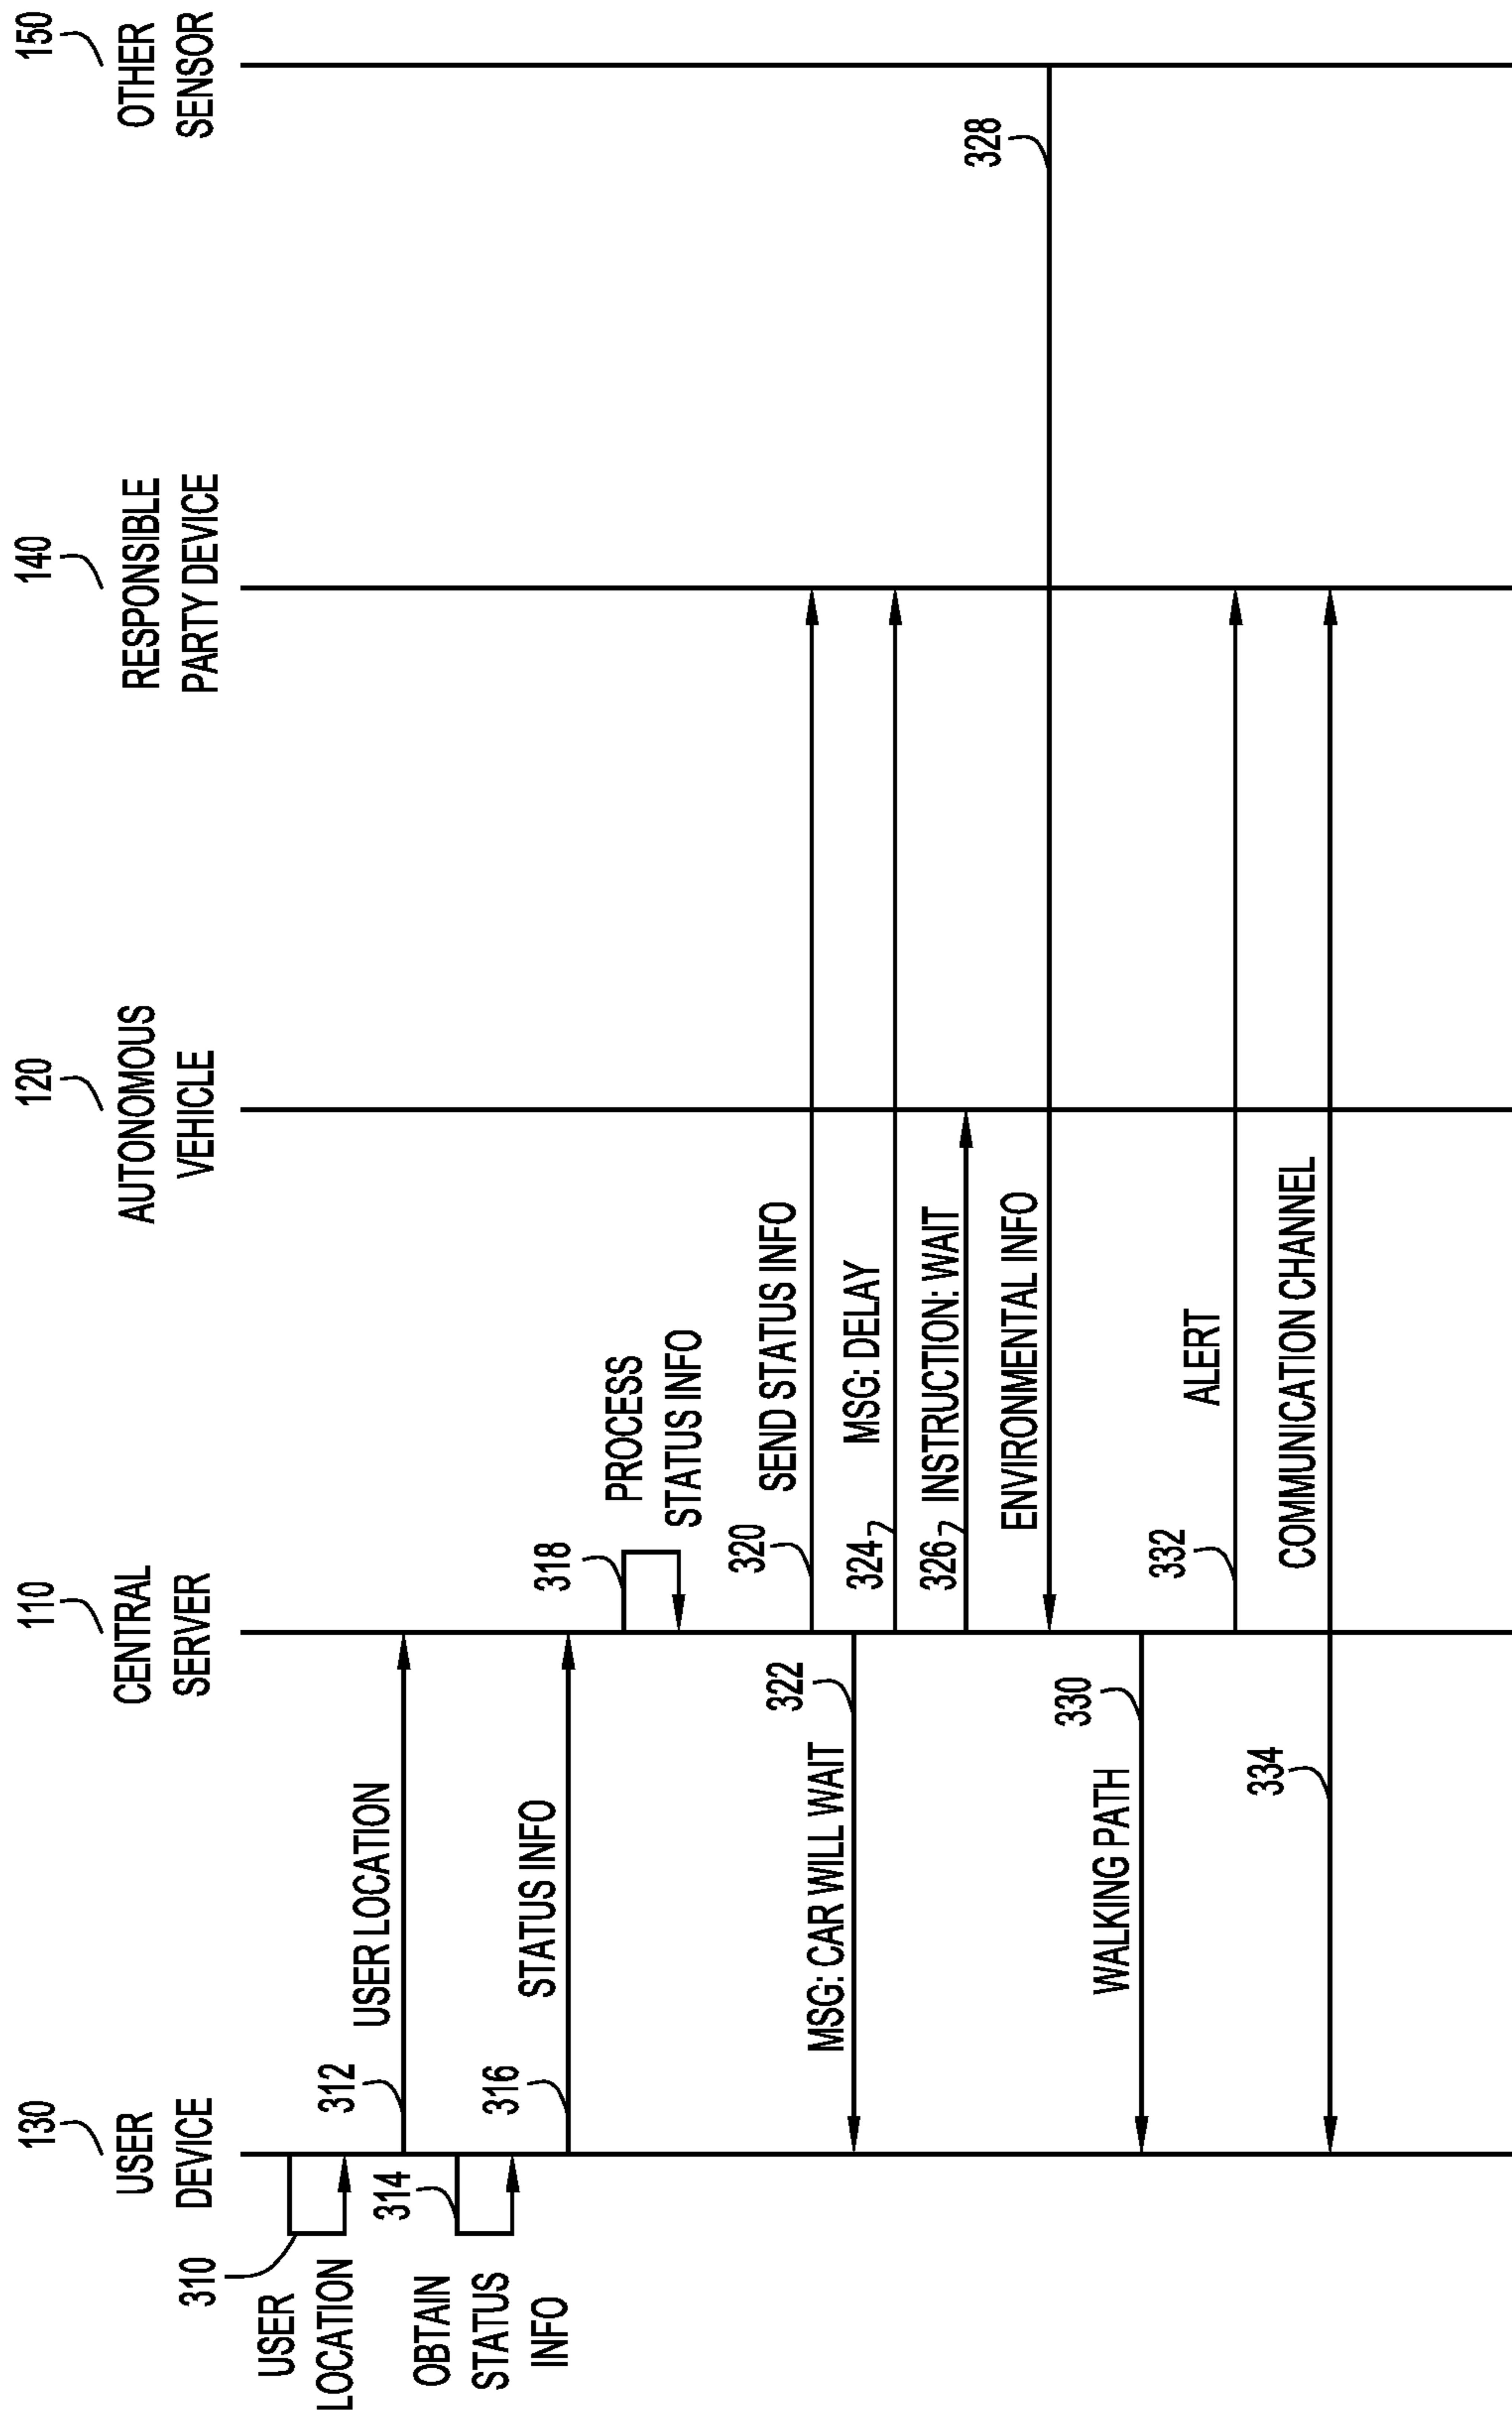 130
USER
DEVICE
110
CENTRAL
SERVER
120
AUTONOMOUS
VEHICLE
140
RESPONSIBLE
PARTY DEVICE
150
OTHER
SENSOR
310
USER
LOCATION
312
USER LOCATION
314
OBTAIN
STATUS
INFO
316
STATUS INFO
318
PROCESS
STATUS INFO
320
SEND STATUS INFO
322
MSG: CAR WILL WAIT
324
MSG: DELAY
326
INSTRUCTION: WAIT
328
ENVIRONMENTAL INFO
330
WALKING PATH
332
ALERT
334
COMMUNICATION CHANNEL